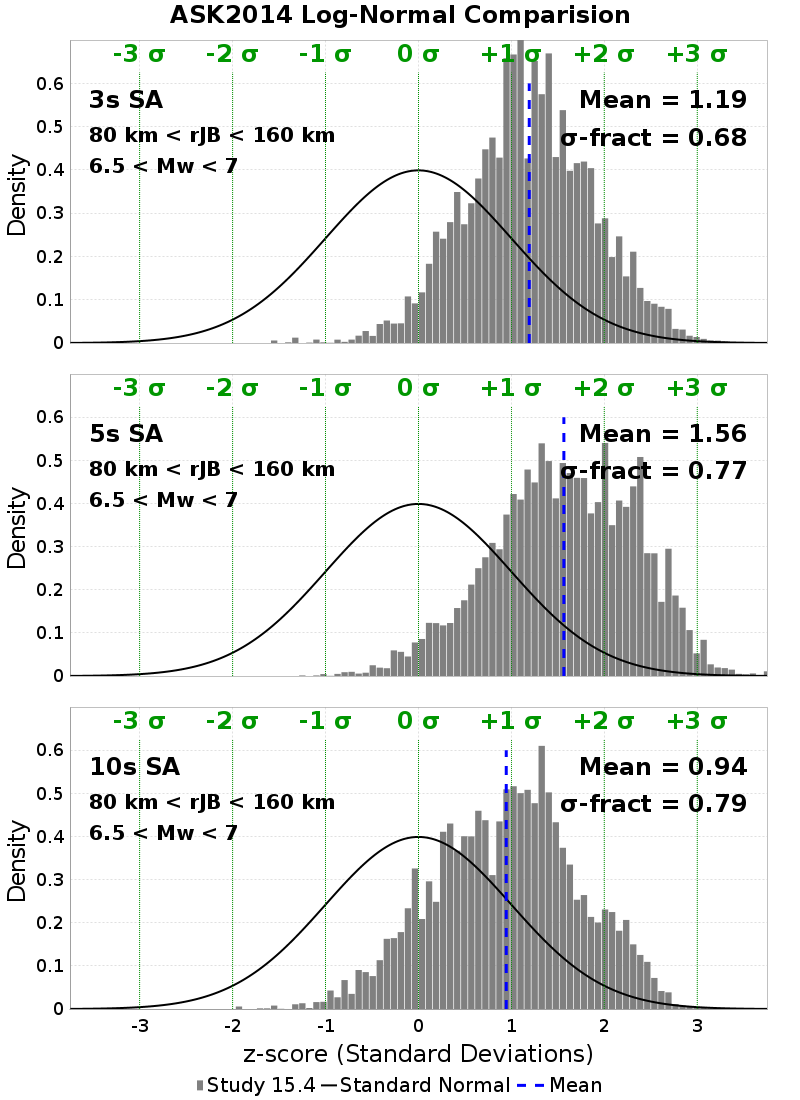 ASK2014 Log-Normal Comparision
-3 σ -2 σ -1 σ 0 σ +1 σ +2 σ +3 σ
3s SA
80 km < rJB < 160 km
6.5 < Mw < 7
Mean = 1.19
σ-fract = 0.68
0.6
0.5
0.4
0.3
0.2
0.1
0
Density
-3 σ -2 σ -1 σ 0 σ +1 σ +2 σ +3 σ
5s SA
80 km < rJB < 160 km
6.5 < Mw < 7
Mean = 1.56
σ-fract = 0.77
0.6
0.5
0.4
0.3
0.2
0.1
0
Density
-3 σ -2 σ -1 σ 0 σ +1 σ +2 σ +3 σ
10s SA
80 km < rJB < 160 km
6.5 < Mw < 7
Mean = 0.94
σ-fract = 0.79
0.6
0.5
0.4
0.3
0.2
0.1
0
Density
-3 -2 -1 0 1 2 3
z-score (Standard Deviations)
Study 15.4 Standard Normal Mean